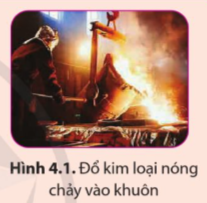 Hình 4.1. Đổ kim loại nóng
chảy vào khuôn